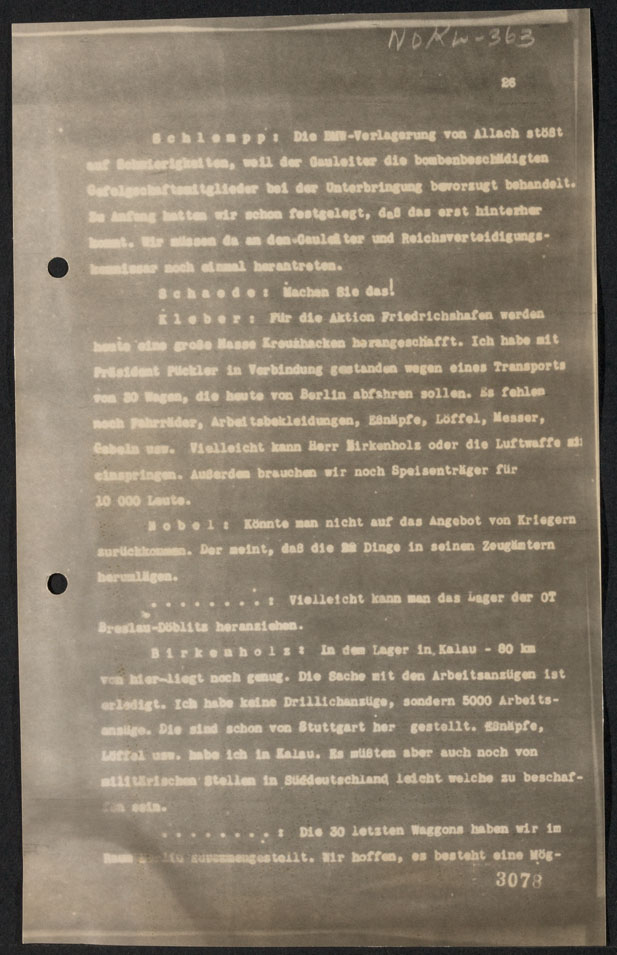 NOKW-363
26
S c h l e m p p : Die BMW-Verlagerung von Allach stößt
auf Schwierigkeiten, weil der Gauleiter die bombenbeschädigten
Gefolgschaftsmitglieder bei der Unterbringung bevorzugt behandelt.
Zu Anfang hatten wir schon festgelegt, daß das erst hinterher
kommt. Wir müssen da an den Gauleiter und Reichsverteidigungs-
kommissar noch einmal herantreten.
S c h a e d e : Machen Sie das!
K l e b e r : Für die Aktion Friedrichshafen werden
heute eine große Masse Kreuzhacken herangeschafft. Ich habe mit
Präsident Pückler in Verbindung gestanden wegen eines Transports
von 30 Wagen, die heute von Berlin abfahren sollen. Es fehlen
noch Fahrräder, Arbeitsbekleidungen, Eßnäpfe, Löffel, Messer,
Gabeln usw. Vielleicht kann Herr Birkenholz oder die Luftwaffe mi
einspringen. Außerdem brauchen wir noch Speisenträger für
10 000 Leute.
N o b e l : Könnte man nicht auf das Angebot von Kriegern
zurückkommen. Der meint, daß die Dinge in seinen Zeugämtern
herumlägen.
. . . . . . . . : Vielleicht kann man das Lager der OT
Breslau-Döblitz heranziehen.
B i r k e n h o l z : In dem Lager in Kalau - 80 km
von hier-liegt noch genug. Die Sache mit den Arbeitsanzügen ist
erledigt. Ich habe keine Drillichanzüge, sondern 5000 Arbeits-
anzüge. Die sind schon von Stuttgart her gestellt. Eßnäpfe,
Löffel usw. habe ich in Kalau. Es müßten aber auch noch von
militärischen Stellen in Süddeutschland leicht welche zu beschaf-
fen sein.
. . . . . . . . : Die 30 letzten Waggons haben wir im
Raum Berlin zusammengestellt. Wir hoffen, es besteht eine Mög-
3078